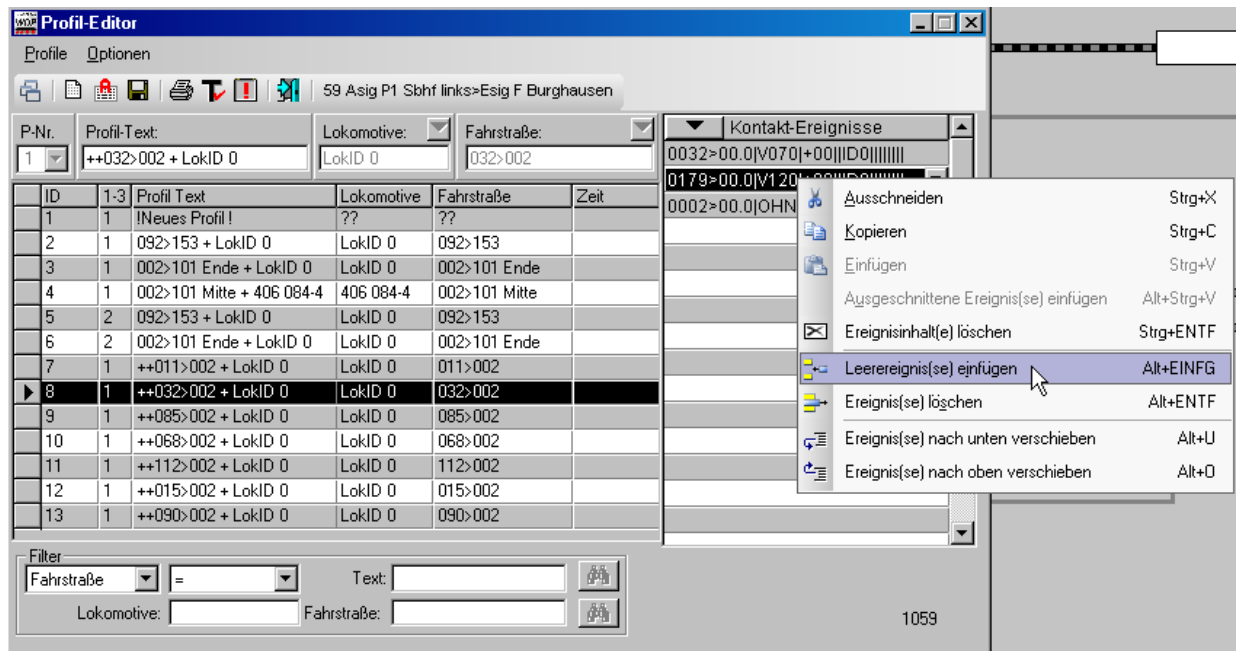 Profil-Editor
Profile Optionen
59 Asig P1 Sbhf links>Esig F Burghausen
P-Nr. Profil-Text: Lokomotive: Fahrstraße:
1 ++032>002 + LokID 0 LokID 0 032>002
ID 1-3 Profil Text Lokomotive Fahrstraße Zeit
1 1 !Neues Profil ! ?? ??
2 1 092>153 + LokID 0 LokID 0 092>153
3 1 002>101 Ende + LokID 0 LokID 0 002>101 Ende
4 1 002>101 Mitte + 406 084-4 406 084-4 002>101 Mitte
5 2 092>153 + LokID 0 LokID 0 092>153
6 2 002>101 Ende + LokID 0 LokID 0 002>101 Ende
7 1 ++011>002 + LokID 0 LokID 0 011>002
8 1 ++032>002 + LokID 0 LokID 0 032>002
9 1 ++085>002 + LokID 0 LokID 0 085>002
10 1 ++068>002 + LokID 0 LokID 0 068>002
11 1 ++112>002 + LokID 0 LokID 0 112>002
12 1 ++015>002 + LokID 0 LokID 0 015>002
13 1 ++090>002 + LokID 0 LokID 0 090>002
Kontakt-Ereignisse
0032>00.0|V070|+00|||ID0||||||||
0179>00.0|V120|+00|||ID0||||||||
0002>00.0|OHN
Ausschneiden Strg+X
Kopieren Strg+C
Einfügen Strg+V
Ausgeschnittene Ereignis(se) einfügen Alt+Strg+V
Ereignisinhalt(e) löschen Strg+ENTF
Leerereignis(se) einfügen Alt+EINFG
Ereignis(se) löschen Alt+ENTF
Ereignis(se) nach unten verschieben Alt+U
Ereignis(se) nach oben verschieben Alt+O
Filter
Fahrstraße = Text:
Lokomotive: Fahrstraße:
1059